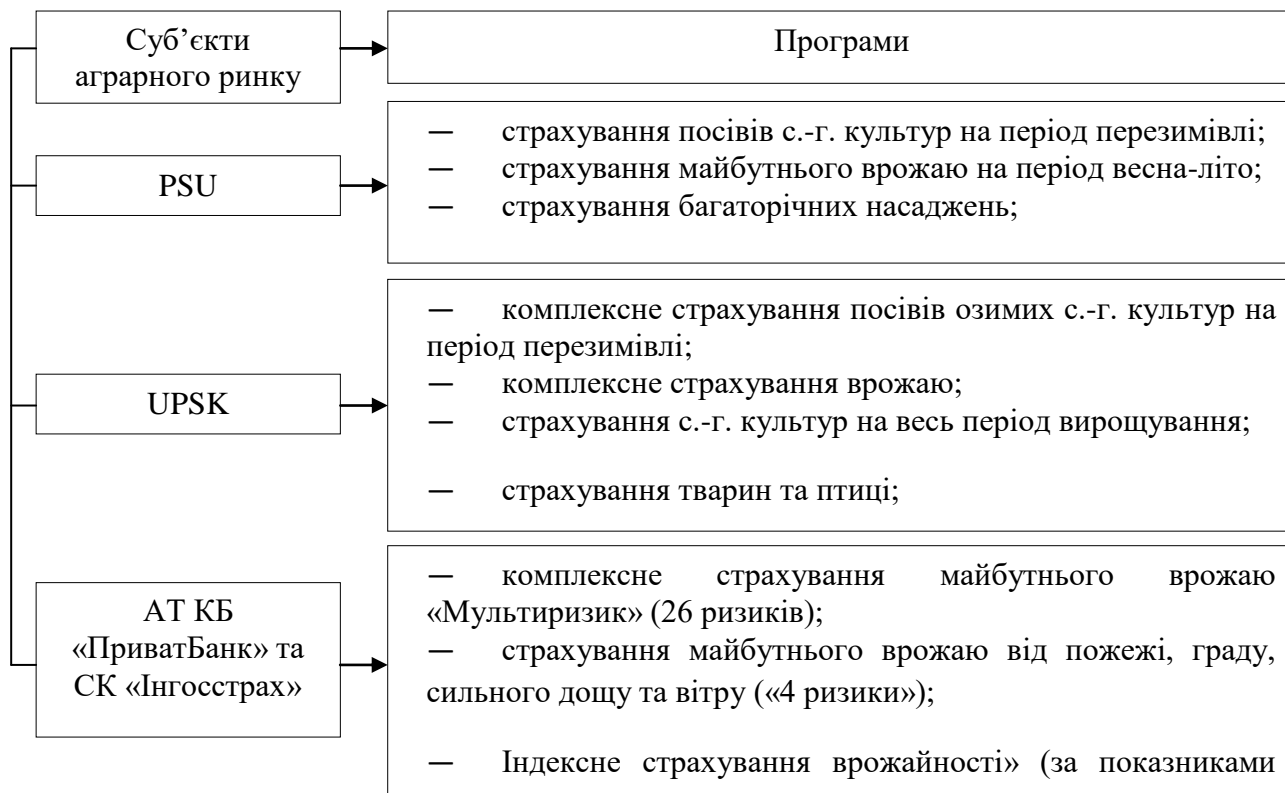 Суб’єкти
аграрного ринку
Програми
PSU
— страхування посівів с.-г. культур на період перезимівлі;
— страхування майбутнього врожаю на період весна-літо;
— страхування багаторічних насаджень;
UPSK
— комплексне страхування посівів озимих с.-г. культур на
період перезимівлі;
— комплексне страхування врожаю;
— страхування с.-г. культур на весь період вирощування;
— страхування тварин та птиці;
АТ КБ
«ПриватБанк» та
СК «Інгосстрах»
— комплексне страхування майбутнього врожаю
«Мультиризик» (26 ризиків);
— страхування майбутнього врожаю від пожежі, граду,
сильного дощу та вітру («4 ризики»);
— Індексне страхування врожайності» (за показниками